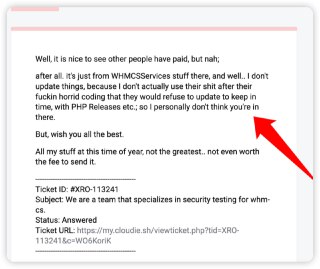 Well, it is nice to see other people have paid, but nah;
after all. it's just from WHMCSServices stuff there, and well.. I don't
update things, because I don't actually use their shit after their
fuckin horrid coding that they would refuse to update to keep in
time, with PHP Releases etc.; so I personally don't think you're in
there.
But, wish you all the best.
All my stuff at this time of year, not the greatest.. not even worth
the fee to send it.
----------------------------------------------
Ticket ID: #XRO-113241
Subject: We are a team that specializes in security testing for whm-
cs.
Status: Answered
Ticket URL: https://my.cloudie.sh/viewticket.php?tid=XRO-
113241&c=WO6KoriK
----------------------------------------------